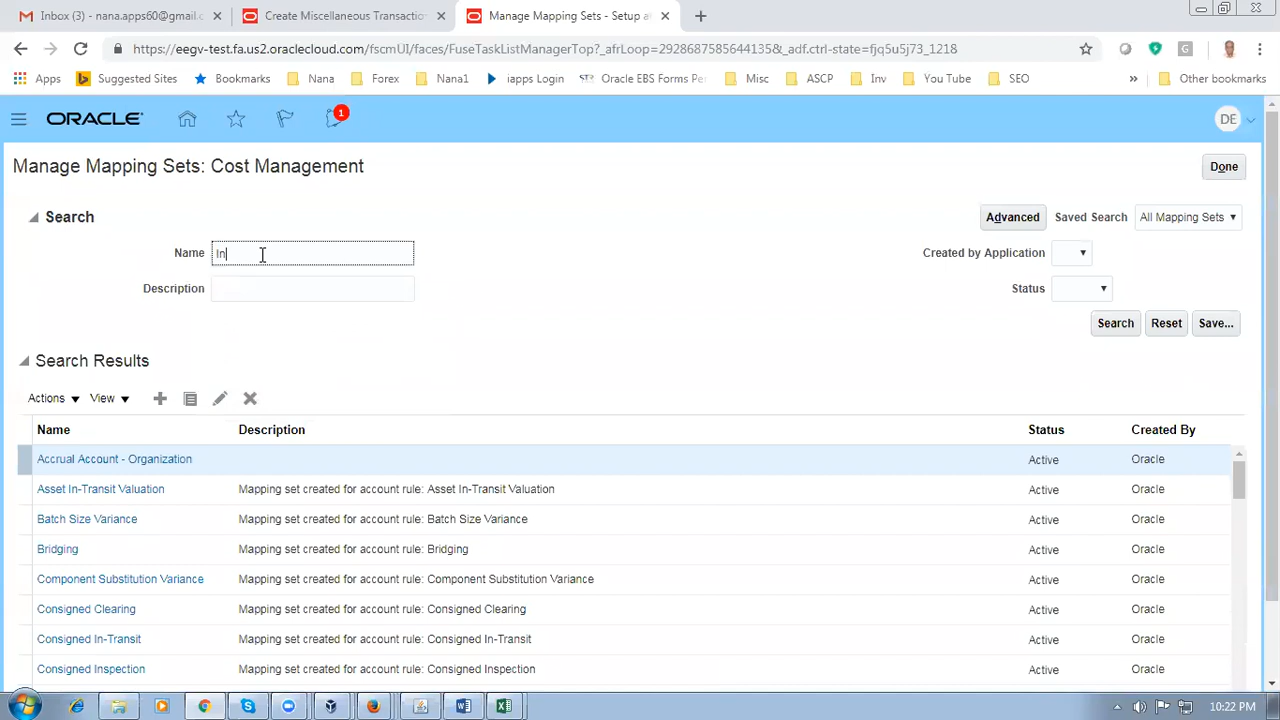 Inbox (3) - nana.apps60@gmail.c
Create Miscellaneous Transactio
Manage Mapping Sets - Setup a
https://eegv-test.fa.us2.oraclecloud.com/fscmUI/faces/FuseTaskListManagerTop?_afrLoop=29286875856644135&_adf.ctrl-state=fjq5u5j73_1218
Apps Suggested Sites Bookmarks Nana Forex Nana1 iapps Login Oracle EBS Forms Pe Misc ASCP Inv You Tube SEO » Other bookmarks
ORACLE 1 DE
Manage Mapping Sets: Cost Management Done
Search Advanced Saved Search All Mapping Sets
Name In Created by Application
Description Status
Search Reset Save...
Search Results
Actions View
Name Description Status Created By
Accrual Account - Organization Active Oracle
Asset In-Transit Valuation Mapping set created for account rule: Asset In-Transit Valuation Active Oracle
Batch Size Variance Mapping set created for account rule: Batch Size Variance Active Oracle
Bridging Mapping set created for account rule: Bridging Active Oracle
Component Substitution Variance Mapping set created for account rule: Component Substitution Variance Active Oracle
Consigned Clearing Mapping set created for account rule: Consigned Clearing Active Oracle
Consigned In-Transit Mapping set created for account rule: Consigned In-Transit Active Oracle
Consigned Inspection Mapping set created for account rule: Consigned Inspection Active Oracle
10:22 PM